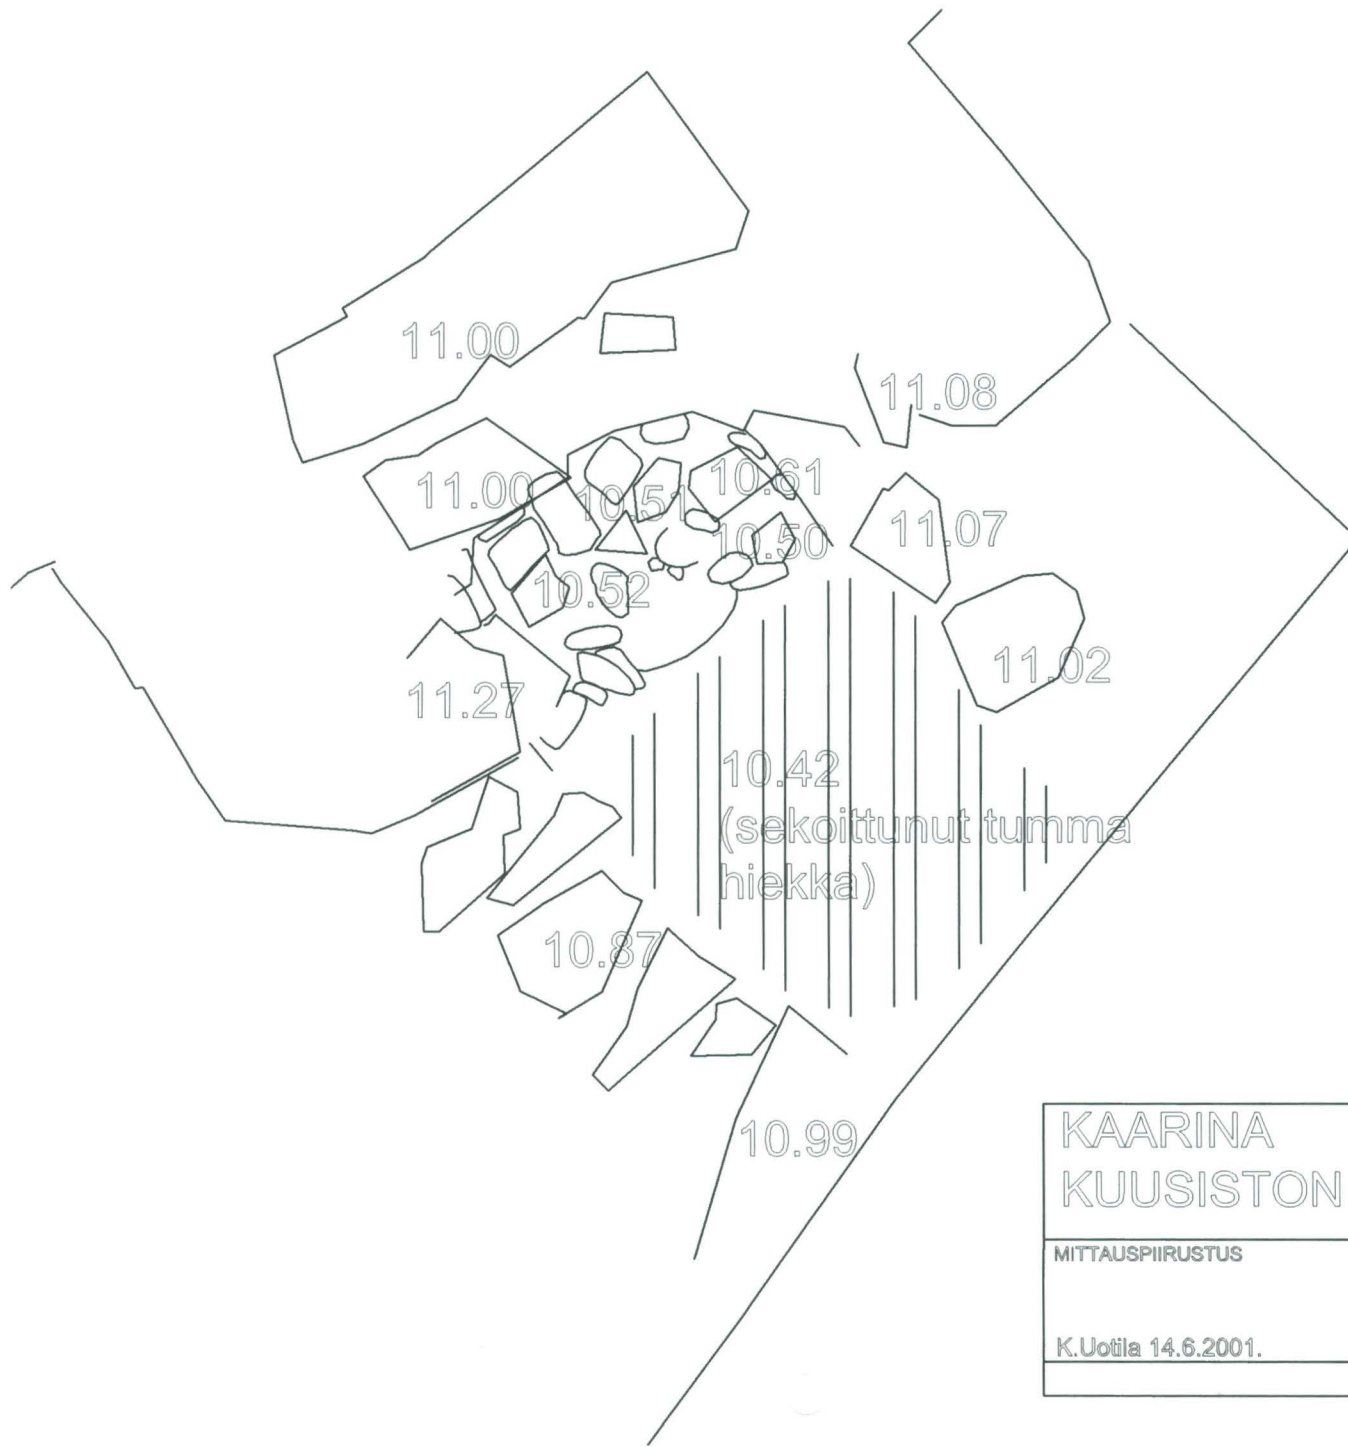 11.00
11.08
11.00
10.51
10.61
11.07
10.50
10.52
11.02
11.27
10.42
(sekoittunut tumma
hiekka)
10.87
10.99
KAARINA
KUUSISTON
MITTAUSPIIRUSTUS
K.Uotila 14.6.2001.